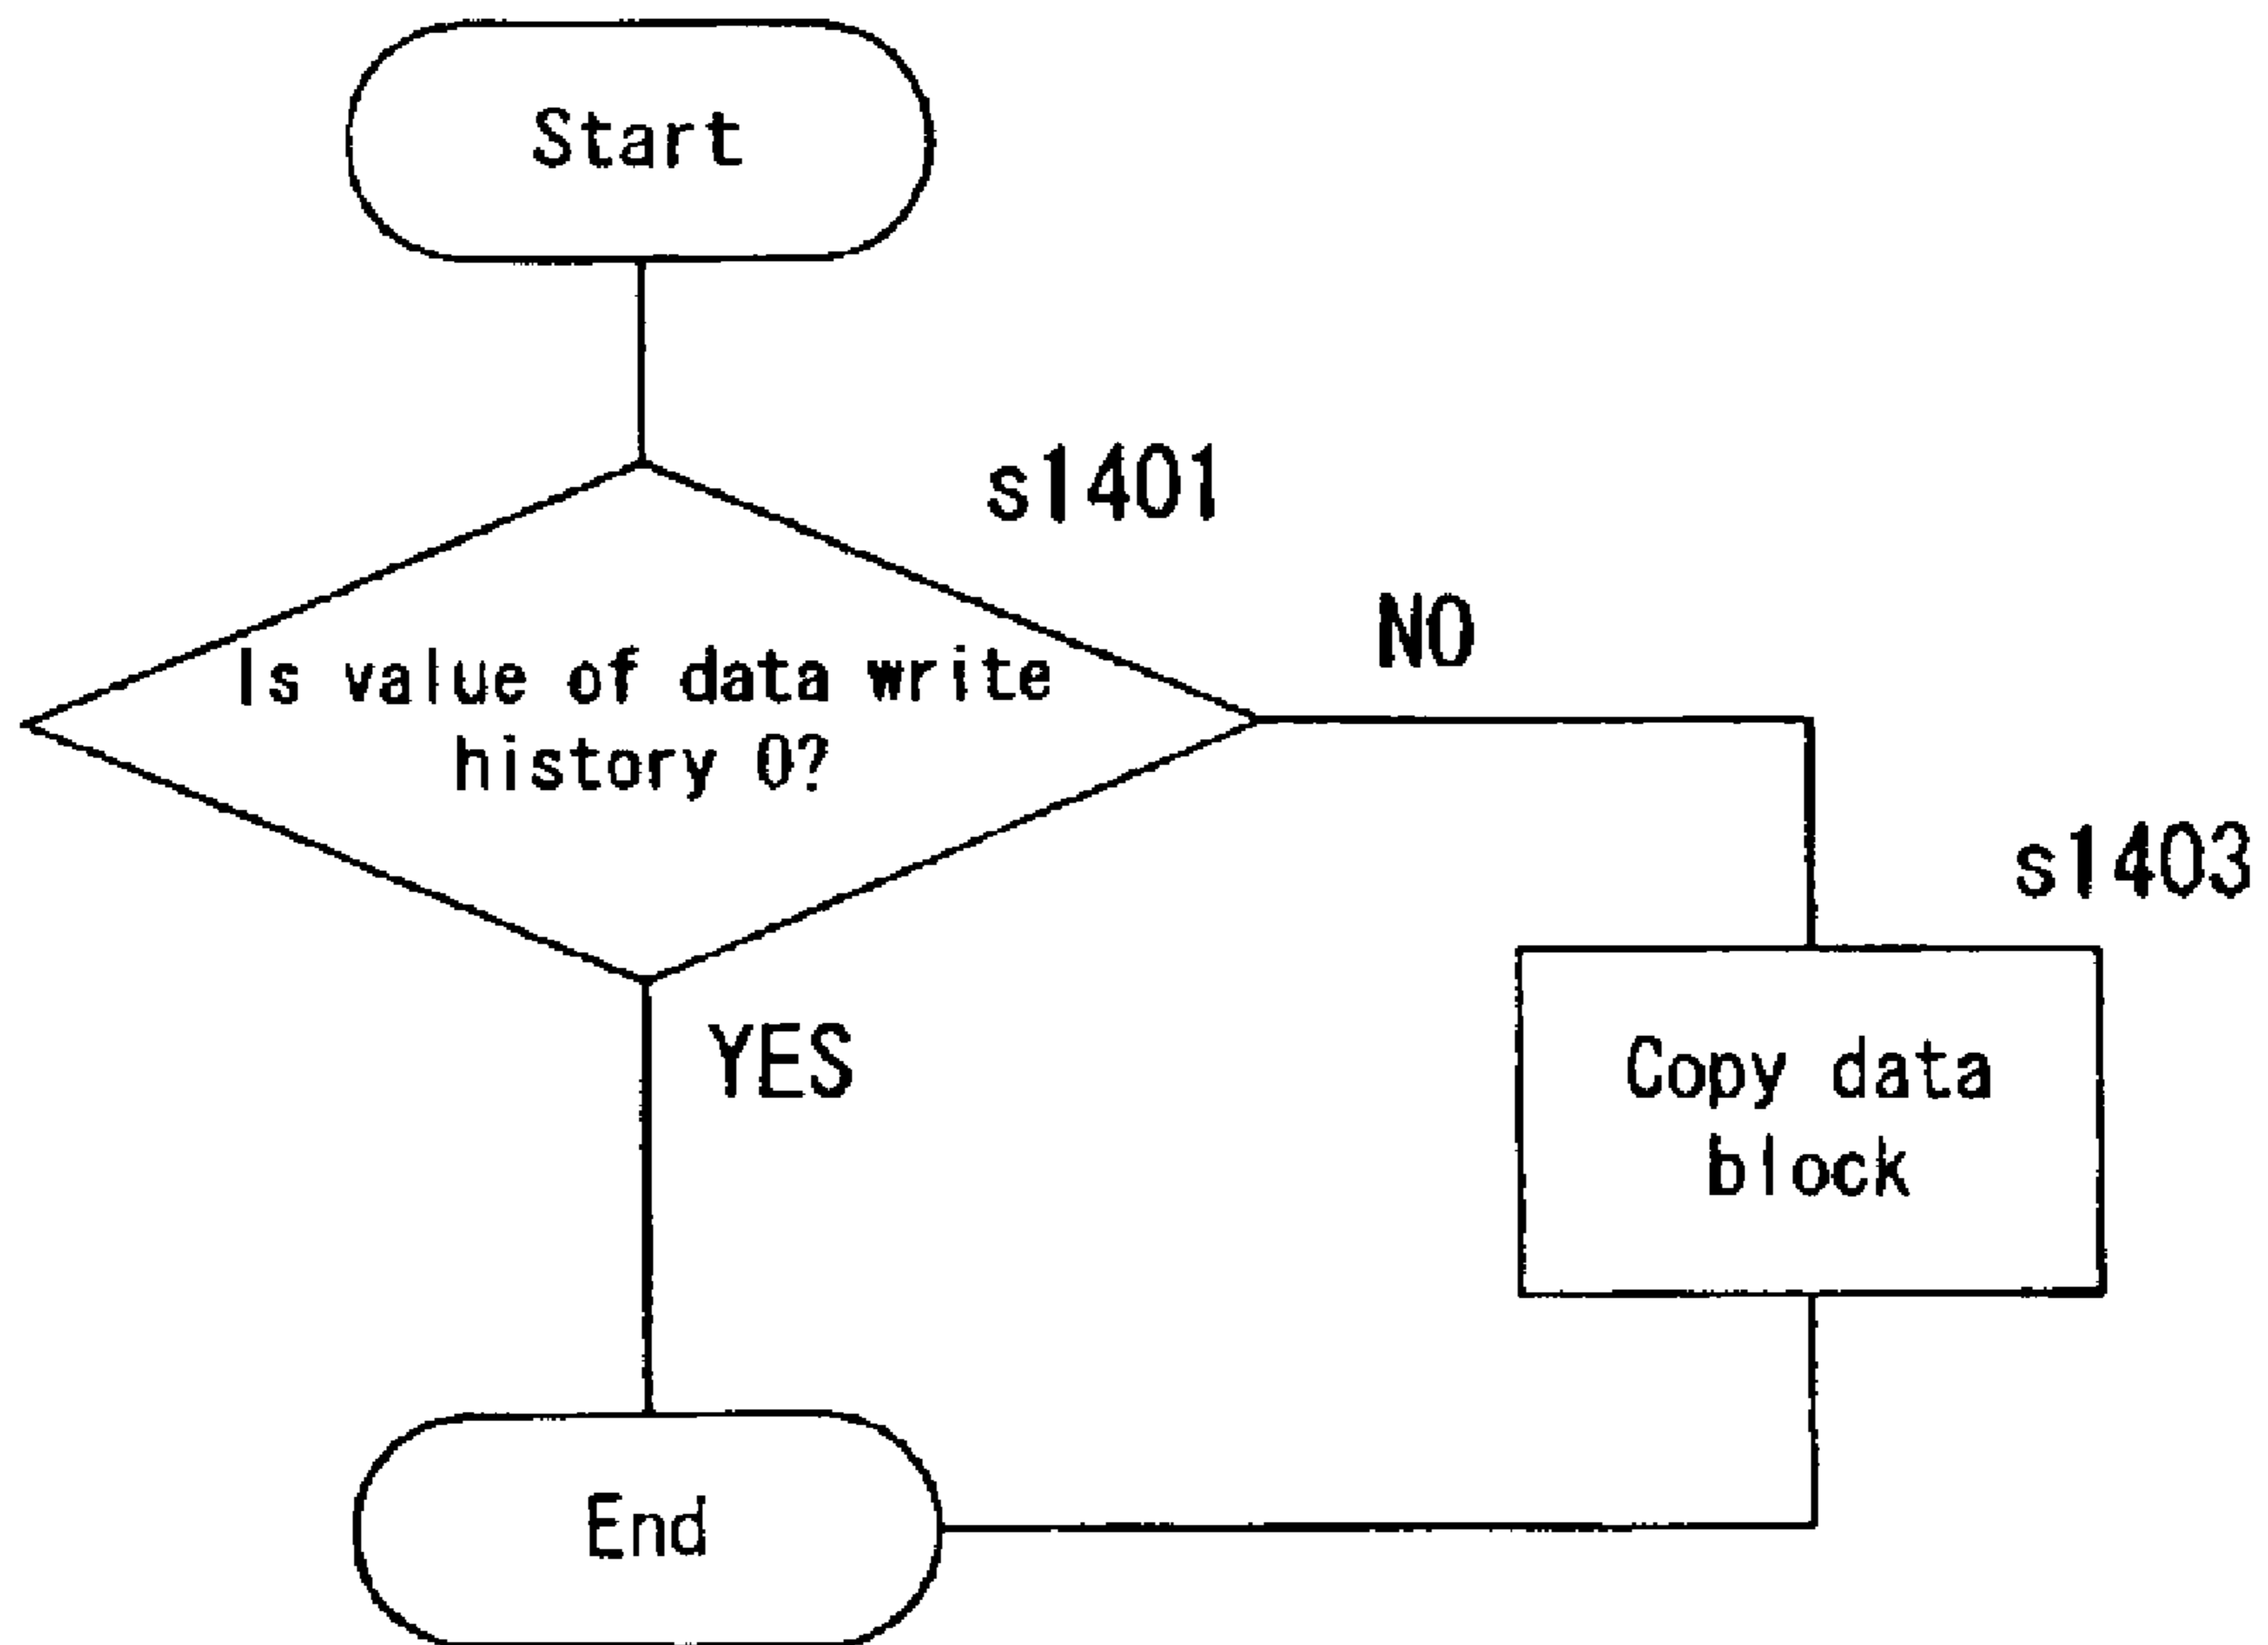 Start
s1401
NO
Is value of data write
history 0?
s1403
YES
Copy data
block
End